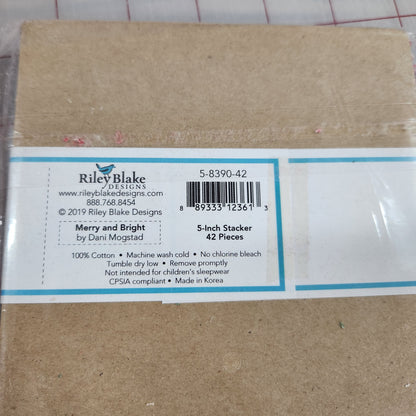 Riley Blake
DESIGNS
www.rileyblakedesigns.com
888.768.8454
© 2019 Riley Blake Designs
Merry and Bright
by Dani Mogstad
5-8390-42
8 89333 12361 3
5-Inch Stacker
42 Pieces
100% Cotton • Machine wash cold • No chlorine bleach
Tumble dry low • Remove promptly
Not intended for children's sleepwear
CPSIA compliant • Made in Korea